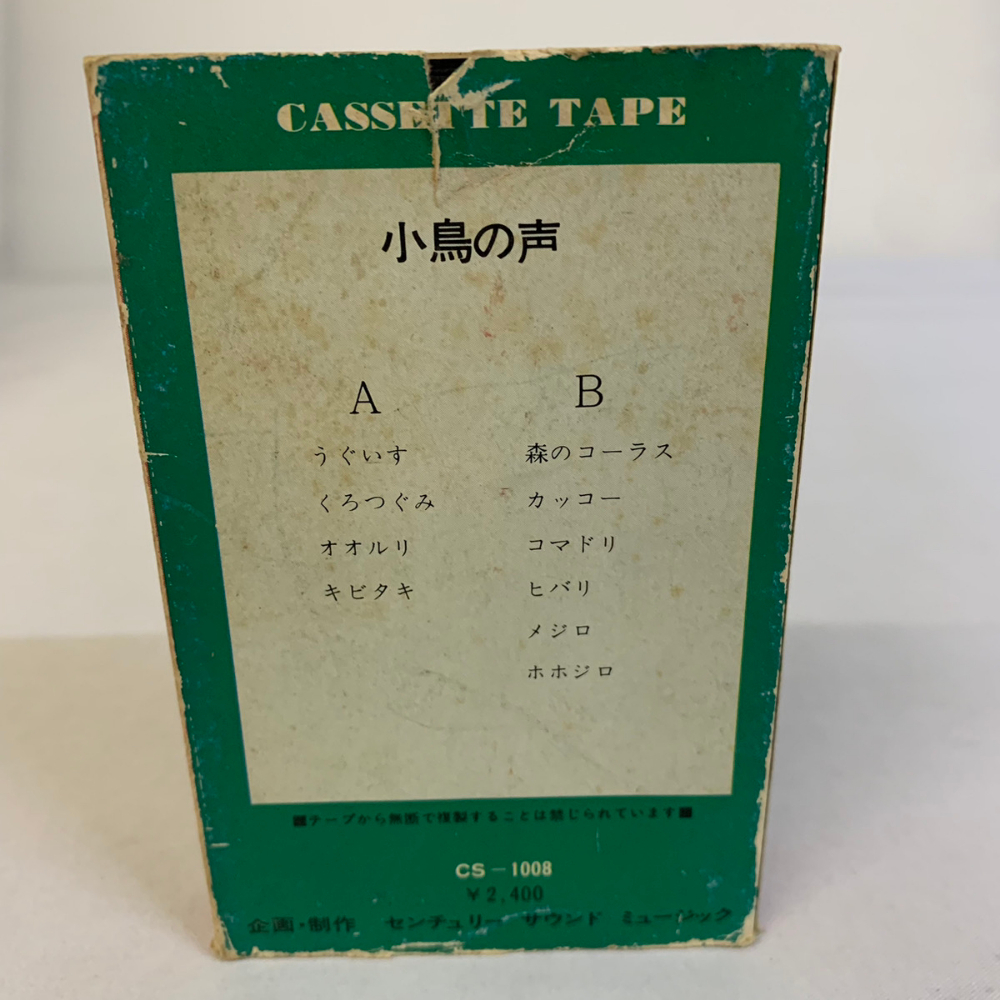 CASSETTE TAPE
小鳥の声
A
うぐいす
くろつぐみ
オオルリ
キビタキ
B
森のコーラス
カッコー
コマドリ
ヒバリ
メジロ
ホホジロ
■テープから無断で複製することは禁じられています■
CS-1008
¥2,400
企画・制作 センチュリー サウンド ミュージック